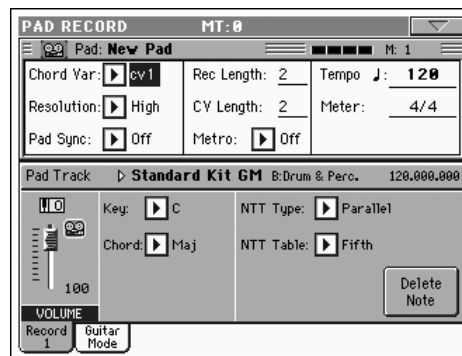 PAD RECORD MT:0
Pad: New Pad M: 1
Chord Var: cv1 Rec Length: 2 Tempo ♩: 120
Resolution: High CV Length: 2 Meter: 4/4
Pad Sync: Off Metro: Off
Pad Track Standard Kit GM B:Drum & Perc. 120.000.000
0 Key: C NTT Type: Parallel
Chord: Maj NTT Table: Fifth
100
Delete
Note
VOLUME
Record
1
Guitar
Mode